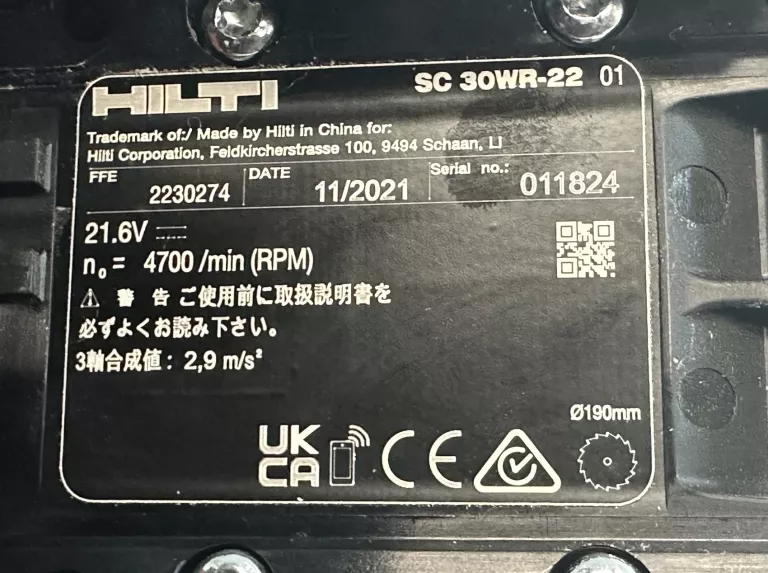 HILTI
SC 30WR-22 01
Trademark of:/ Made by Hilti in China for:
Hilti Corporation, Feldkircherstrasse 100, 9494 Schaan, LI
FFE 2230274 DATE 11/2021 Serial no.: 011824
21.6V
n₀ = 4700 /min (RPM)
⚠ 警 告 ご使用前に取扱説明書を
必ずよくお読み下さい。
3軸合成値: 2,9 m/s²
Ø190mm
UK
CA
CE